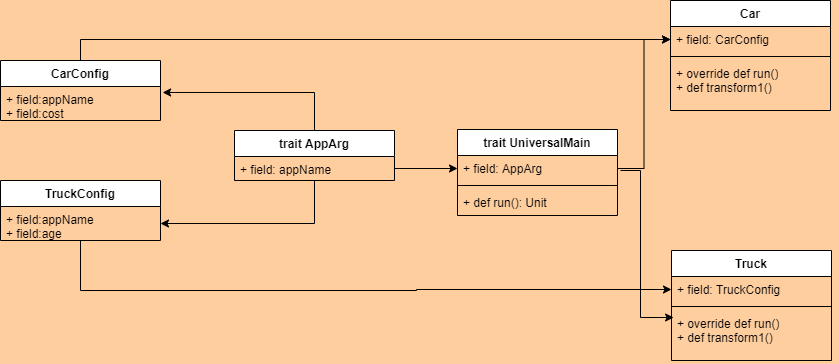 Car
+ field: CarConfig
+ override def run()
+ def transform1()
CarConfig
+ field:appName
+ field:cost
trait AppArg
+ field: appName
trait UniversalMain
+ field: AppArg
+ def run(): Unit
TruckConfig
+ field:appName
+ field:age
Truck
+ field: TruckConfig
+ override def run()
+ def transform1()